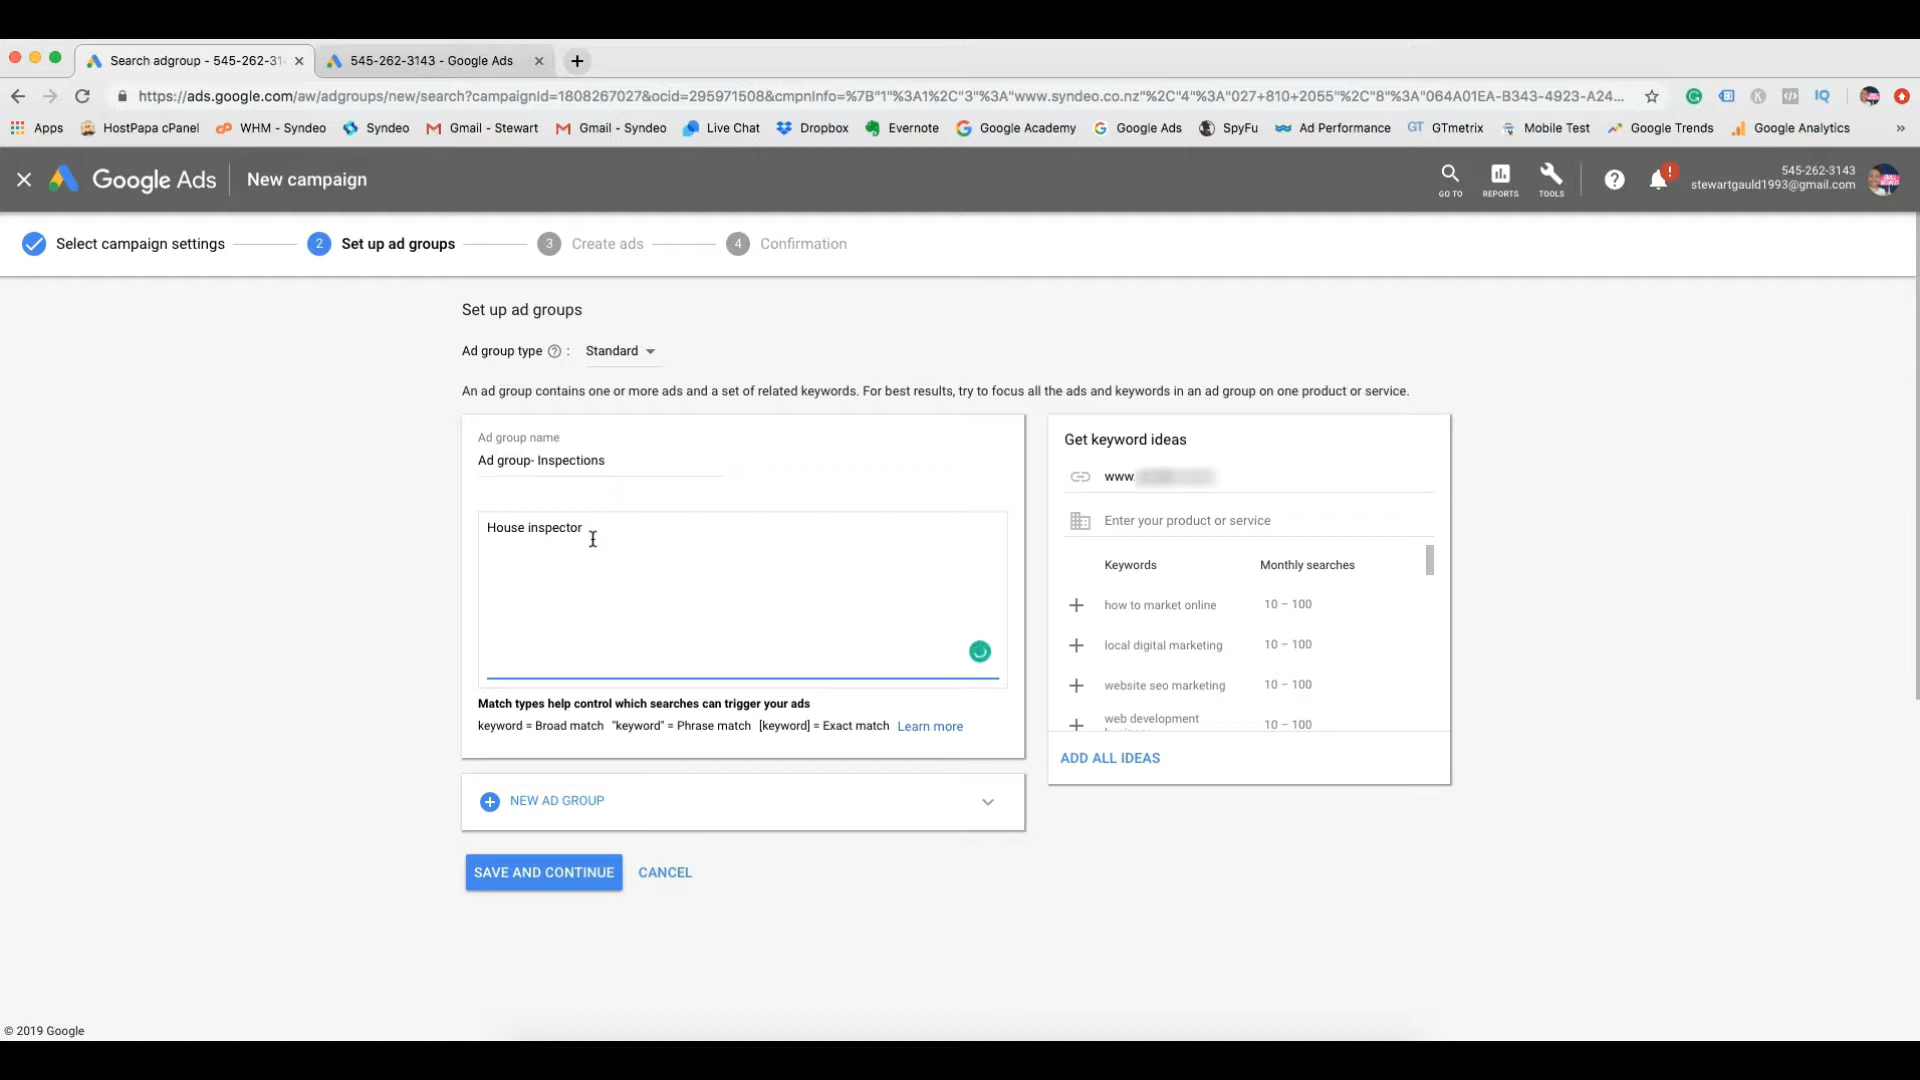 Search adgroup - 545-262-31
545-262-3143 - Google Ads
https://ads.google.com/aw/adgroups/new/search?campaignId=1808267027&ocid=295971508&cmpnInfo=%7B"1"%3A1%2C"3"%3A"www.syndeo.co.nz"%2C"4"%3A"027+810+2055"%2C"8"%3A"064A01EA-B343-4923-A24...
Apps
HostPapa cPanel
WHM - Syndeo
Syndeo
Gmail - Stewart
Gmail - Syndeo
Live Chat
Dropbox
Evernote
Google Academy
Google Ads
SpyFu
Ad Performance
GT GTmetrix
Mobile Test
Google Trends
Google Analytics
»
IQ
Google Ads
New campaign
GO TO
REPORTS
TOOLS
545-262-3143
stewartgauld1993@gmail.com
Select campaign settings
2 Set up ad groups
3 Create ads
4 Confirmation
Set up ad groups
Ad group type ? : Standard
An ad group contains one or more ads and a set of related keywords. For best results, try to focus all the ads and keywords in an ad group on one product or service.
Ad group name
Ad group- Inspections
House inspector
Match types help control which searches can trigger your ads
keyword = Broad match "keyword" = Phrase match [keyword] = Exact match Learn more
NEW AD GROUP
SAVE AND CONTINUE
CANCEL
Get keyword ideas
www.
Enter your product or service
Keywords Monthly searches
how to market online 10 – 100
local digital marketing 10 – 100
website seo marketing 10 – 100
web development 10 – 100
ADD ALL IDEAS
© 2019 Google